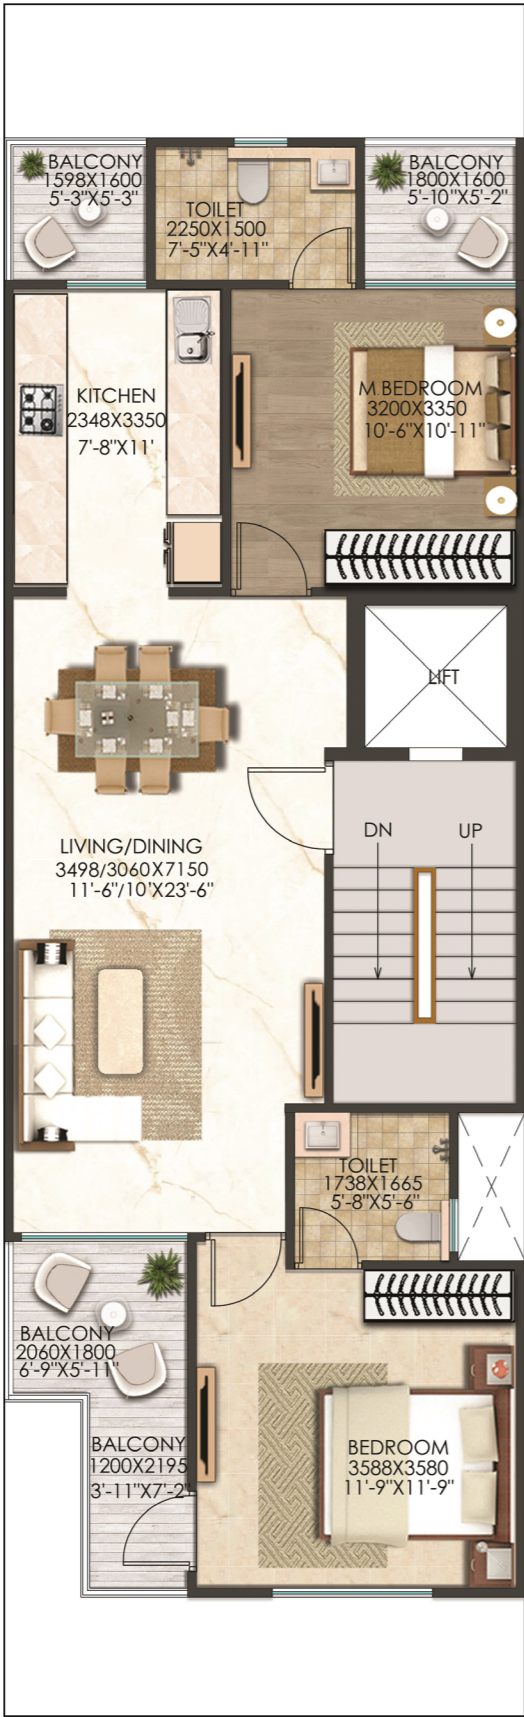 BALCONY
1598X1600
5'-3"X5'-3"
TOILET
2250X1500
7'-5"X4'-11"
BALCONY
1800X1600
5'-10"X5'-2"
KITCHEN
2348X3350
7'-8"X11'
M.BEDROOM
3200X3350
10'-6"X10'-11"
LIFT
DN
UP
LIVING/DINING
3498/3060X7150
11'-6"/10'X23'-6"
TOILET
1738X1665
5'-8"X5'-6"
BALCONY
2060X1800
6'-9"X5'-11"
BALCONY
1200X2195
3'-11"X7'-2"
BEDROOM
3588X3580
11'-9"X11'-9"